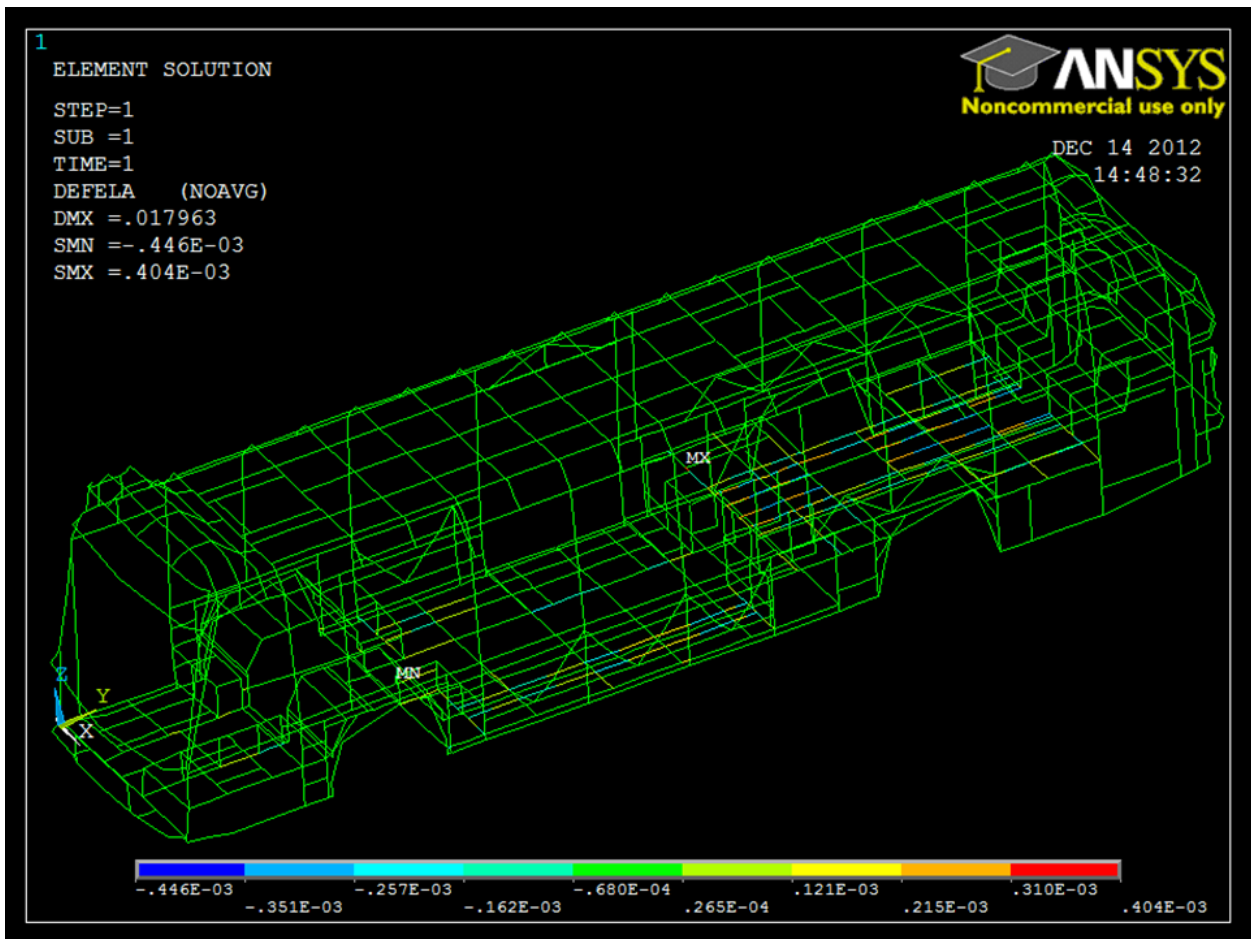 1
ELEMENT SOLUTION
STEP=1
SUB =1
TIME=1
DEFELA (NOAVG)
DMX =.017963
SMN =-.446E-03
SMX =.404E-03
ANSYS
Noncommercial use only
DEC 14 2012
14:48:32
MX
MN
Z
Y
X
-.446E-03 -.257E-03 -.680E-04 .121E-03 .310E-03
-.351E-03 -.162E-03 .265E-04 .215E-03 .404E-03